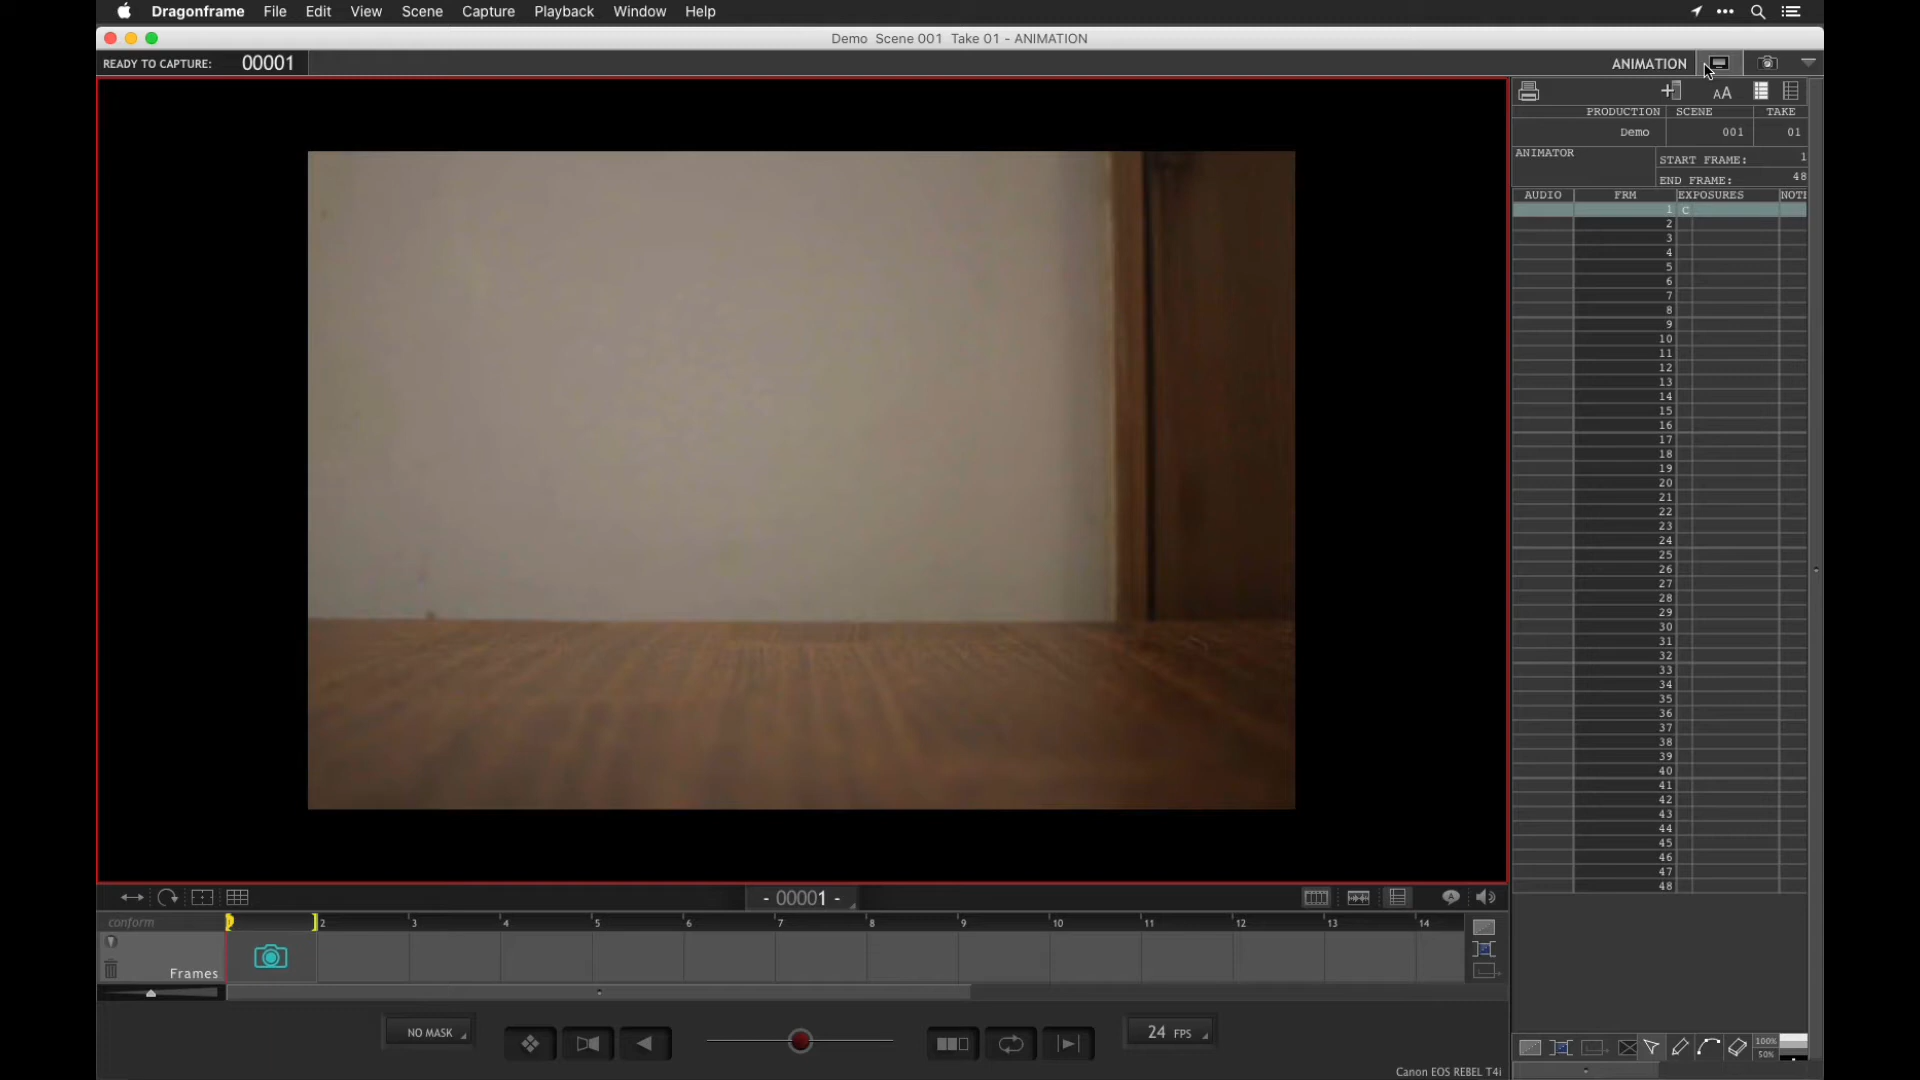 Dragonframe File Edit View Scene Capture Playback Window Help
Demo Scene 001 Take 01 - ANIMATION
READY TO CAPTURE: 00001
ANIMATION
AA
PRODUCTION SCENE TAKE
Demo 001 01
ANIMATOR
START FRAME: 1
END FRAME: 48
AUDIO FRM EXPOSURES NOTE
1 C
2
3
4
5
6
7
8
9
10
11
12
13
14
15
16
17
18
19
20
21
22
23
24
25
26
27
28
29
30
31
32
33
34
35
36
37
38
39
40
41
42
43
44
45
46
47
48
- 00001 -
conform 2 3 4 5 6 7 8 9 10 11 12 13 14
Frames
NO MASK
24 FPS
100%
50%
Canon EOS REBEL T4i